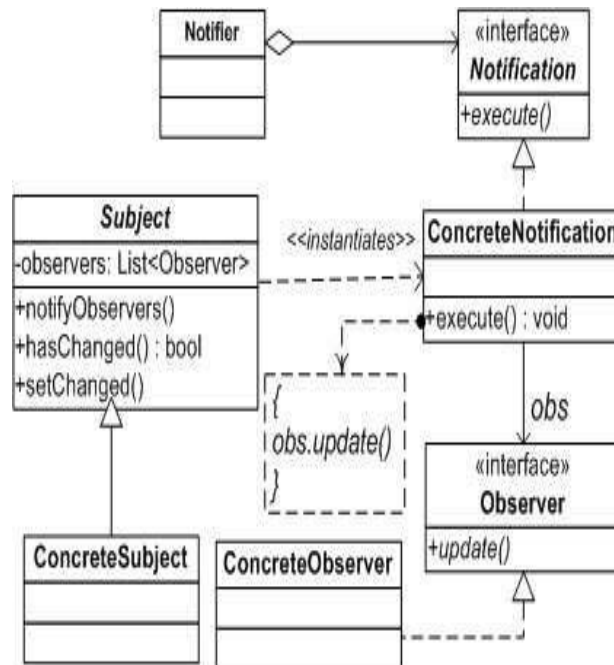 Notifier
«interface»
Notification
+execute()
Subject
-observers: List<Observer>
+notifyObservers()
+hasChanged() : bool
+setChanged()
<<instantiates>>
ConcreteNotification
+execute() : void
{
obs.update()
}
obs
«interface»
Observer
+update()
ConcreteSubject
ConcreteObserver